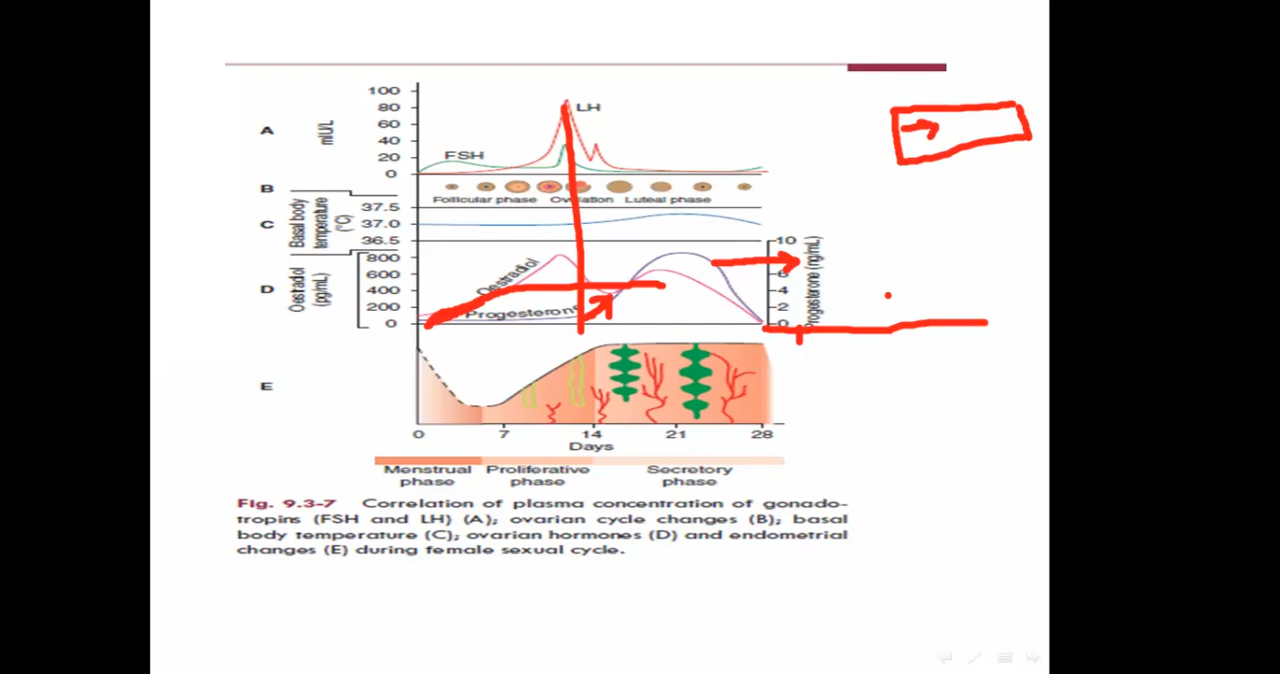 100
80
60
40
20
0
mIU/L
A
LH
FSH
B
Follicular phase
Ovulation
Luteal phase
C
Basal body
temperature
(°C)
37.5
37.0
36.5
D
Oestradiol
(pg/mL)
800
600
400
200
0
Oestradiol
Progesterone
10
4
2
0
Progesterone (ng/mL)
E
0 7 14 21 28
Days
Menstrual
phase
Proliferative
phase
Secretory
phase
Fig. 9.3-7 Correlation of plasma concentration of gonado-
tropins (FSH and LH) (A); ovarian cycle changes (B); basal
body temperature (C); ovarian hormones (D) and endometrial
changes (E) during female sexual cycle.